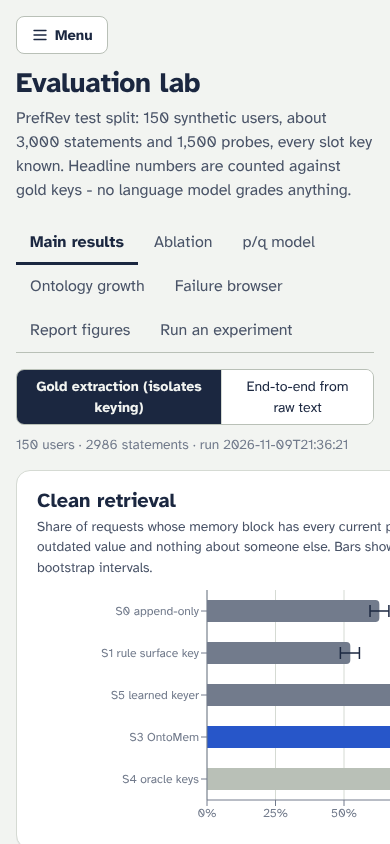 Menu
Evaluation lab
PrefRev test split: 150 synthetic users, about
3,000 statements and 1,500 probes, every slot key
known. Headline numbers are counted against
gold keys - no language model grades anything.
Main results Ablation p/q model
Ontology growth Failure browser
Report figures Run an experiment
Gold extraction (isolates
keying)
End-to-end from
raw text
150 users · 2986 statements · run 2026-11-09T21:36:21
Clean retrieval
Share of requests whose memory block has every current
outdated value and nothing about someone else. Bars
bootstrap intervals.
S0 append-only
S1 rule surface key
S5 learned keyer
S3 OntoMem
S4 oracle keys
0% 25% 50%